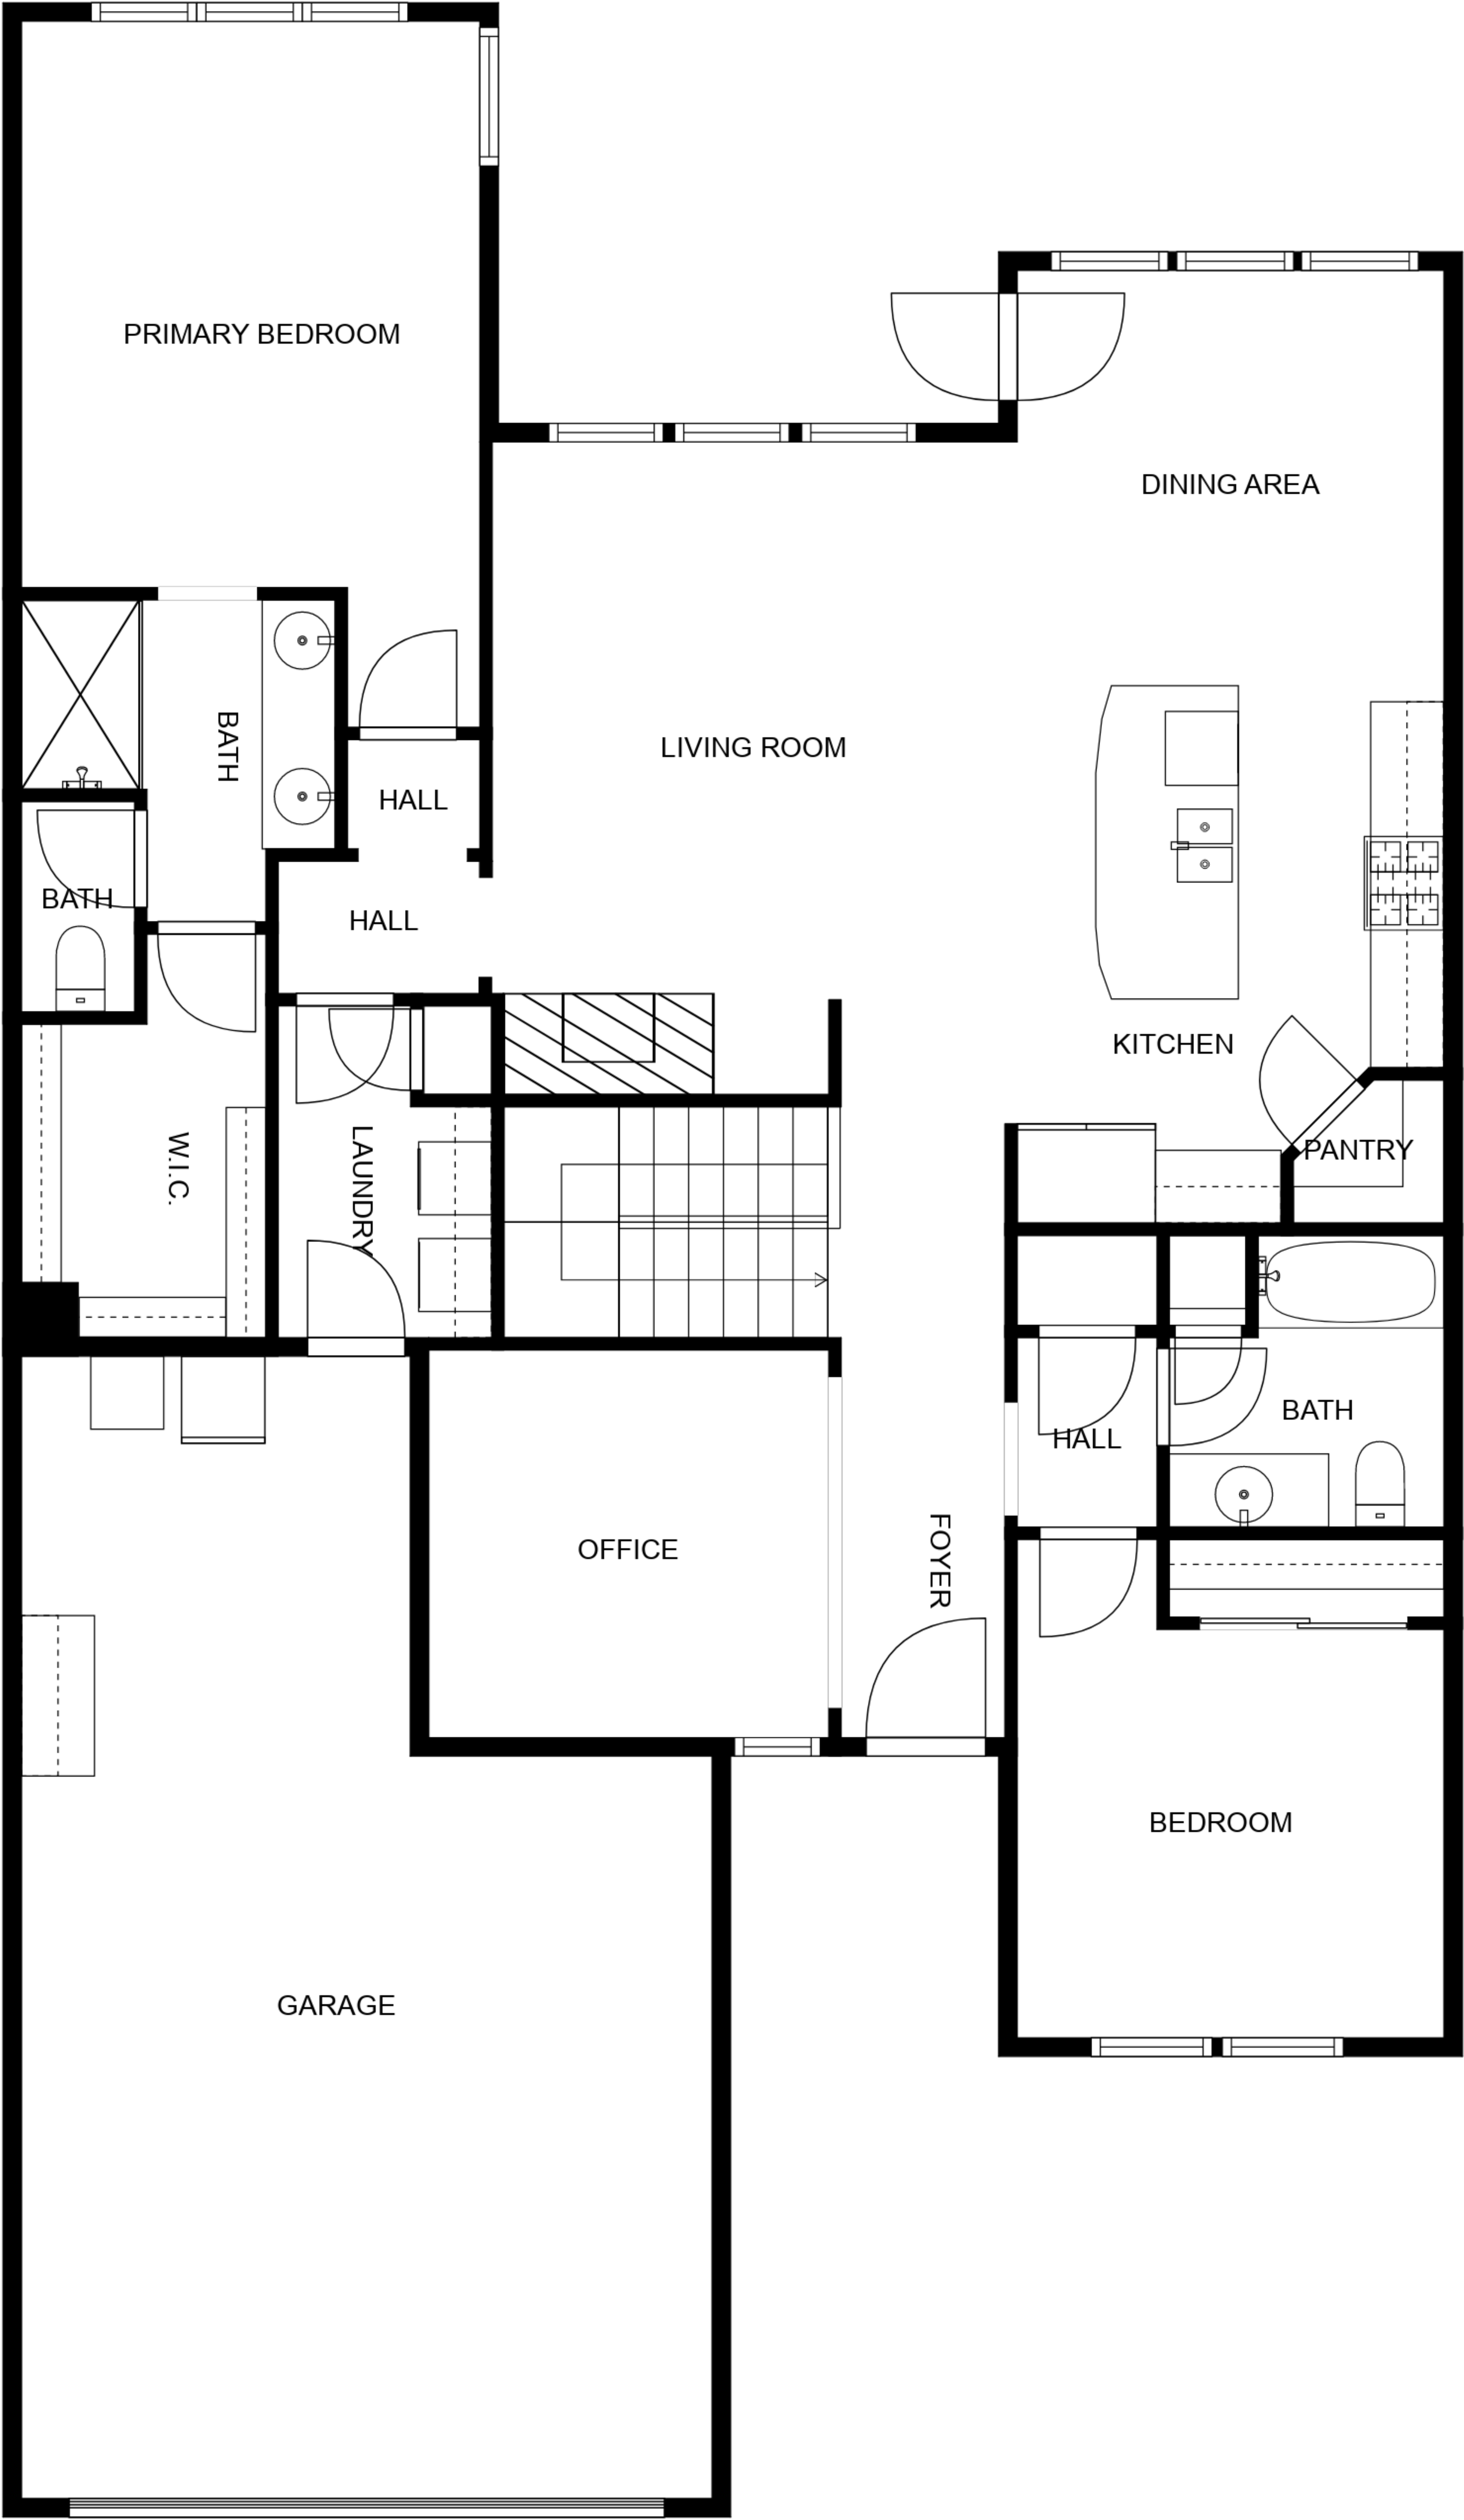 PRIMARY BEDROOM
DINING AREA
BATH
LIVING ROOM
HALL
BATH
HALL
KITCHEN
W.I.C.
LAUNDRY
PANTRY
BATH
HALL
OFFICE
FOYER
BEDROOM
GARAGE